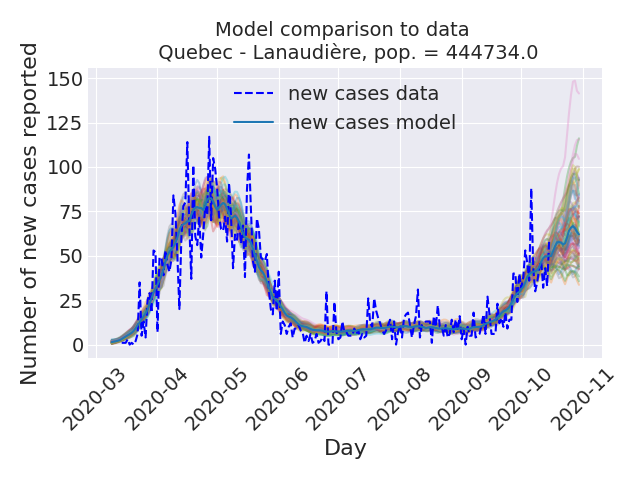 Model comparison to data
Quebec - Lanaudière, pop. = 444734.0
Number of new cases reported
150
125
100
75
50
25
0
new cases data
new cases model
2020-03
2020-04
2020-05
2020-06
2020-07
2020-08
2020-09
2020-10
2020-11
Day